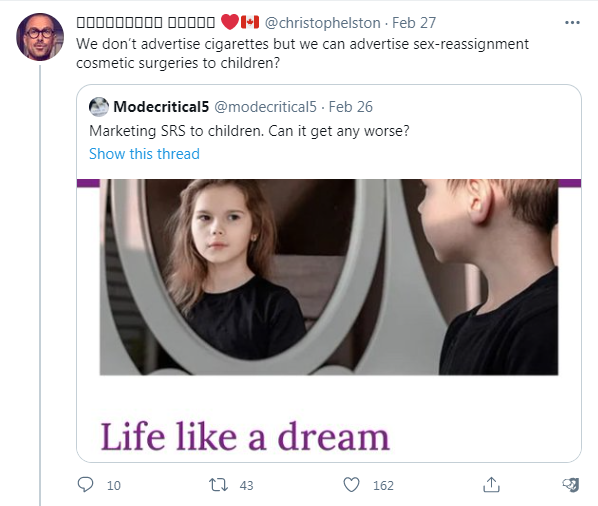 @christophelston · Feb 27
We don't advertise cigarettes but we can advertise sex-reassignment
cosmetic surgeries to children?
Modecritical5 @modecritical5 · Feb 26
Marketing SRS to children. Can it get any worse?
Show this thread
Life like a dream
10 43 162